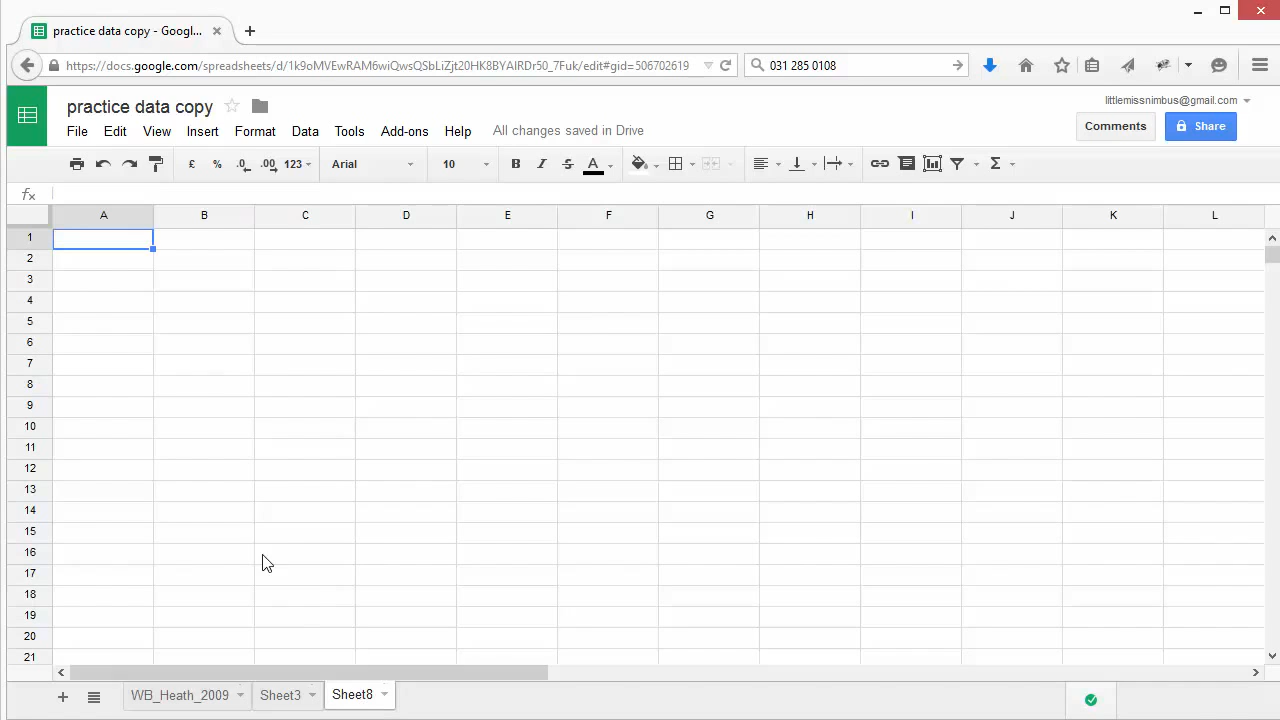 practice data copy - Googl...
https://docs.google.com/spreadsheets/d/1k9oMVEwRAM6wiQwsQSbLiZjt20HK8BYAlRDr50_7Fuk/edit#gid=506702619
031 285 0108
practice data copy
littlemissnimbus@gmail.com
File Edit View Insert Format Data Tools Add-ons Help All changes saved in Drive
Comments Share
£ % .0 .00 123 Arial 10 B I S A Σ
fx
A B C D E F G H I J K L
1
2
3
4
5
6
7
8
9
10
11
12
13
14
15
16
17
18
19
20
21
WB_Heath_2009 Sheet3 Sheet8